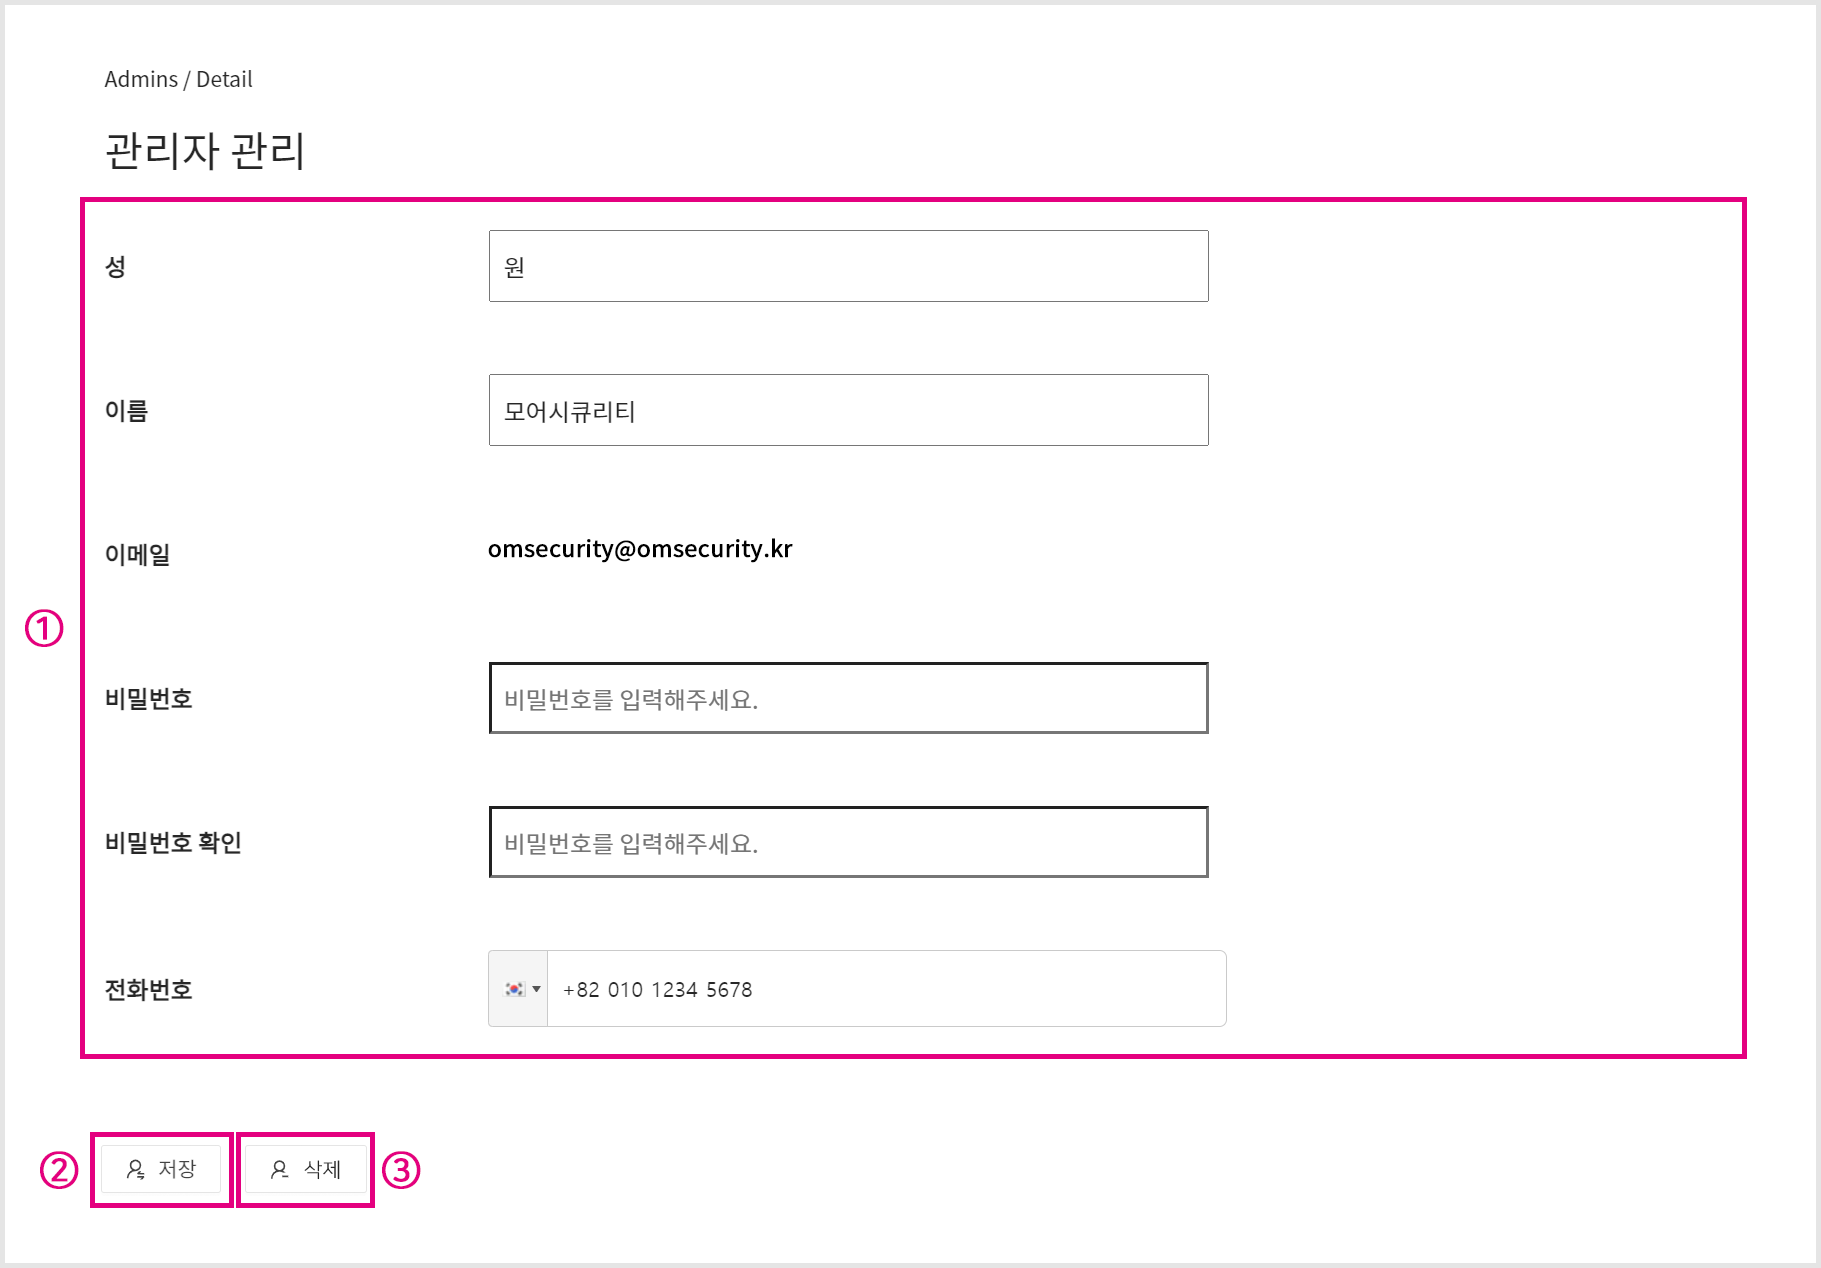 Admins / Detail
관리자 관리
성
원
이름
모어시큐리티
이메일
omsecurity@omsecurity.kr
①
비밀번호
비밀번호를 입력해주세요.
비밀번호 확인
비밀번호를 입력해주세요.
전화번호
+82 010 1234 5678
② 저장 삭제 ③